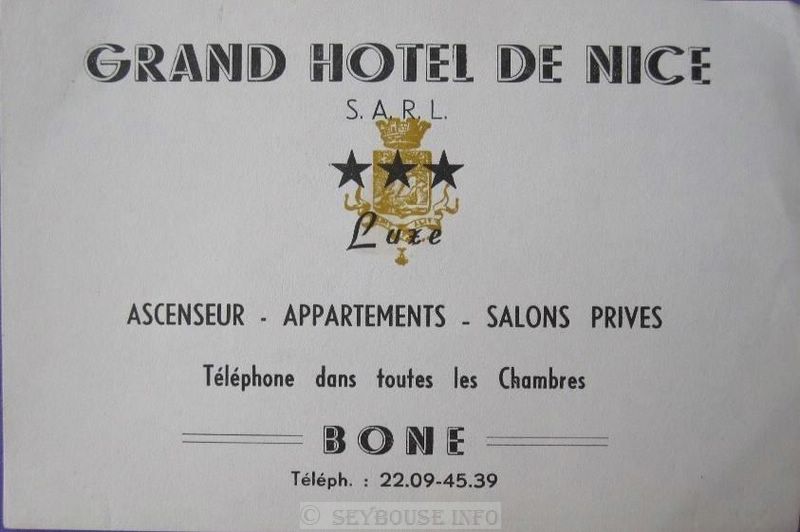 GRAND HOTEL DE NICE
S. A. R. L.
Luxe
ASCENSEUR - APPARTEMENTS - SALONS PRIVES
Téléphone dans toutes les Chambres
BONE
Téléph. : 22.09-45.39
© SEYBOUSE INFO